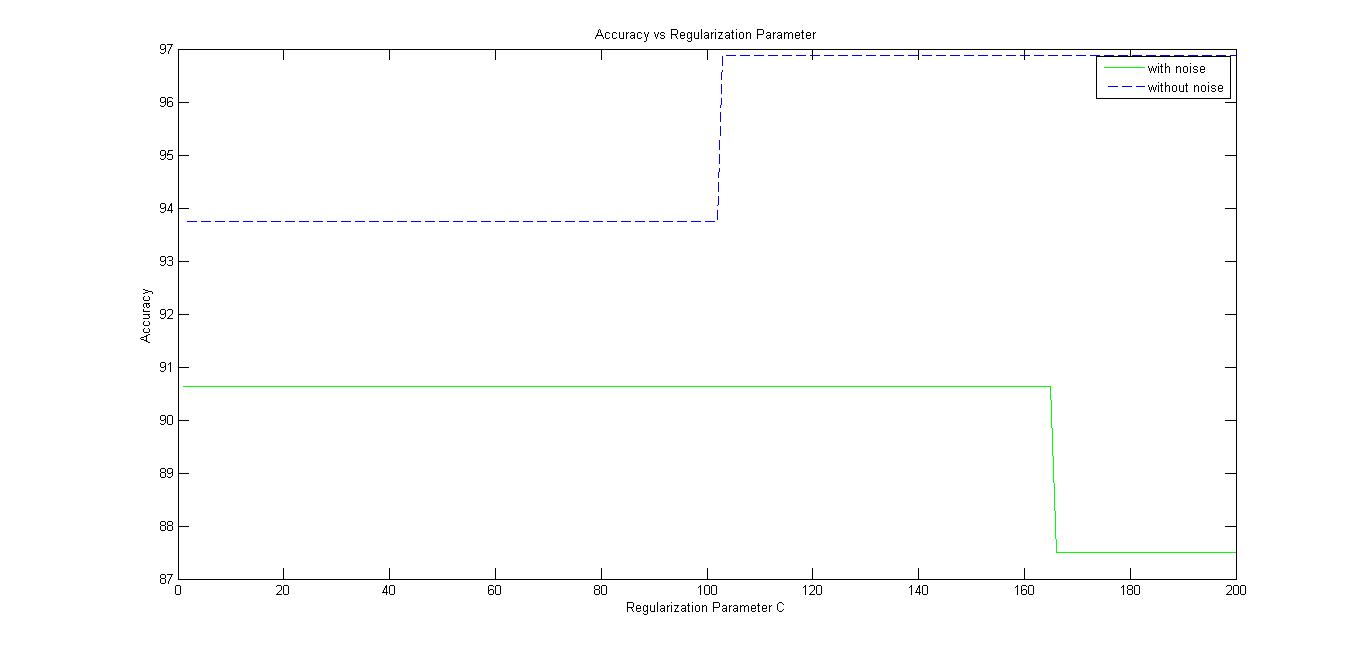 Accuracy vs Regularization Parameter
97
96
95
94
93
92
91
90
89
88
87
Accuracy
with noise
without noise
0 20 40 60 80 100 120 140 160 180 200
Regularization Parameter C